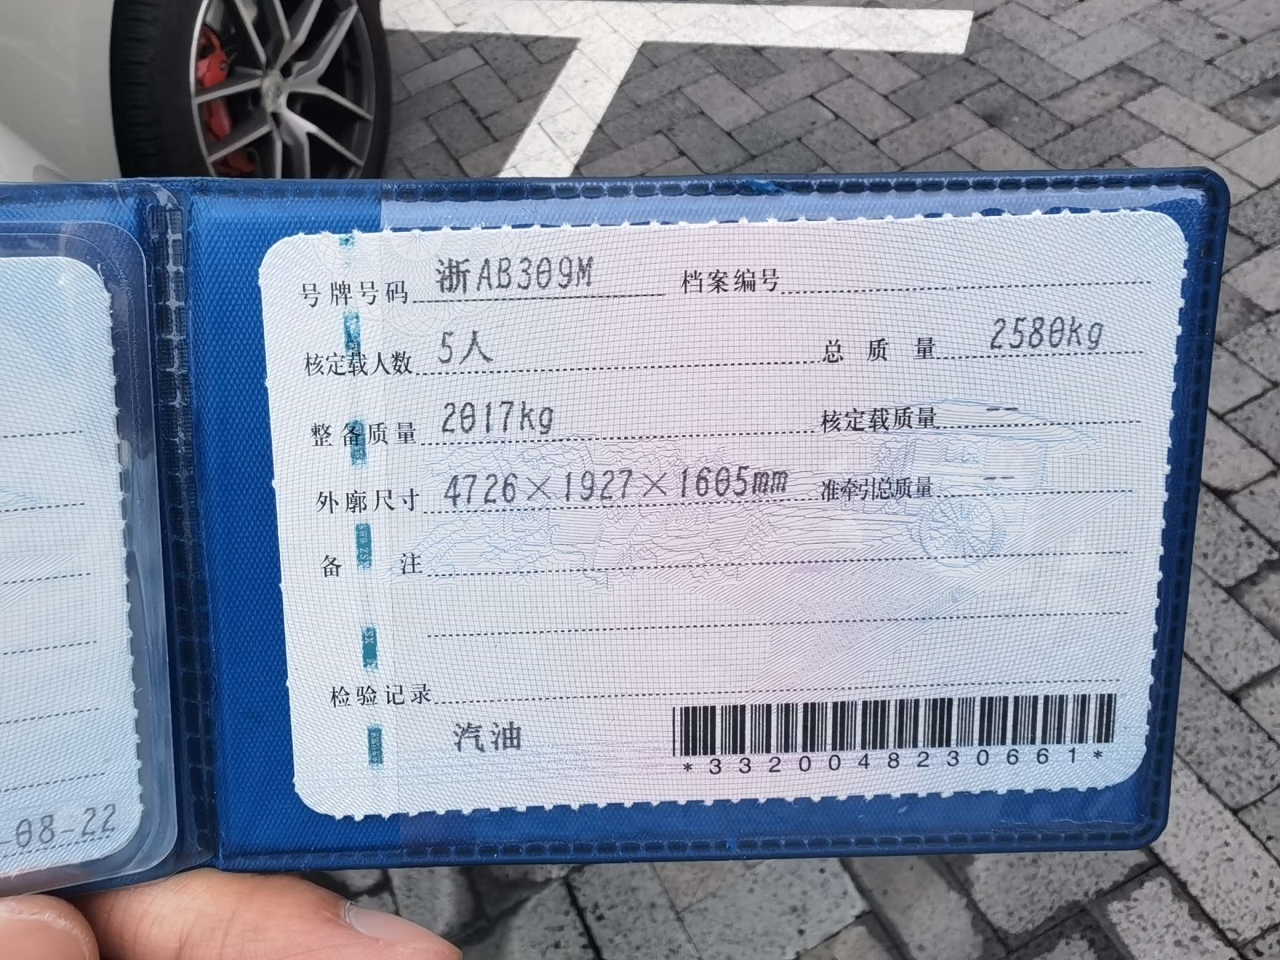 号牌号码 浙AB309M 档案编号
核定载人数 5人 总质量 2580kg
整备质量 2017kg 核定载质量 --
外廓尺寸 4726×1927×1605mm 准牵引总质量 --
备注
检验记录
汽油
*3320048230661*
-08-22